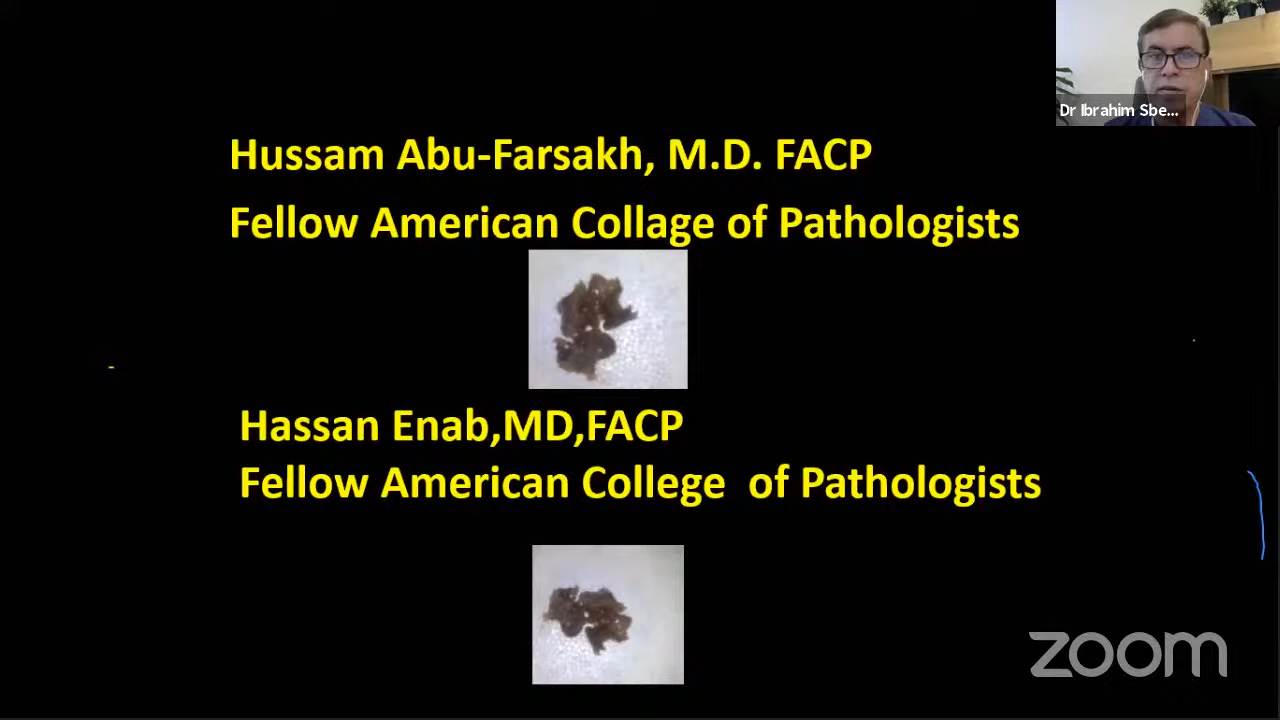 Dr Ibrahim Sbe...
Hussam Abu-Farsakh, M.D. FACP
Fellow American Collage of Pathologists
Hassan Enab,MD,FACP
Fellow American College of Pathologists
zoom